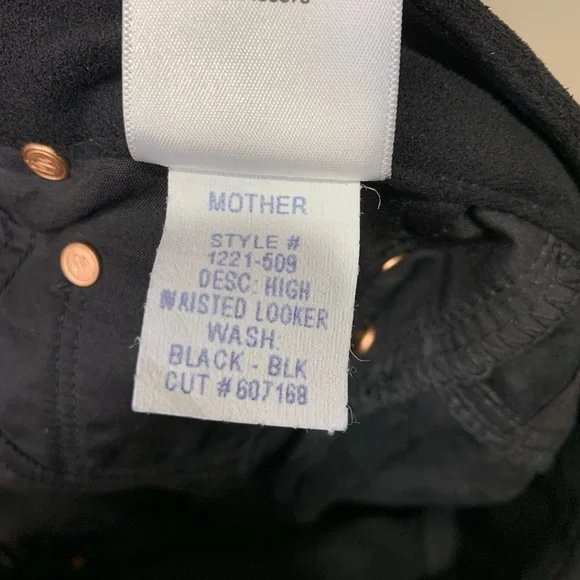 MOTHER
STYLE #
1221-509
DESC: HIGH
WAISTED LOOKER
WASH:
BLACK - BLK
CUT # 607168